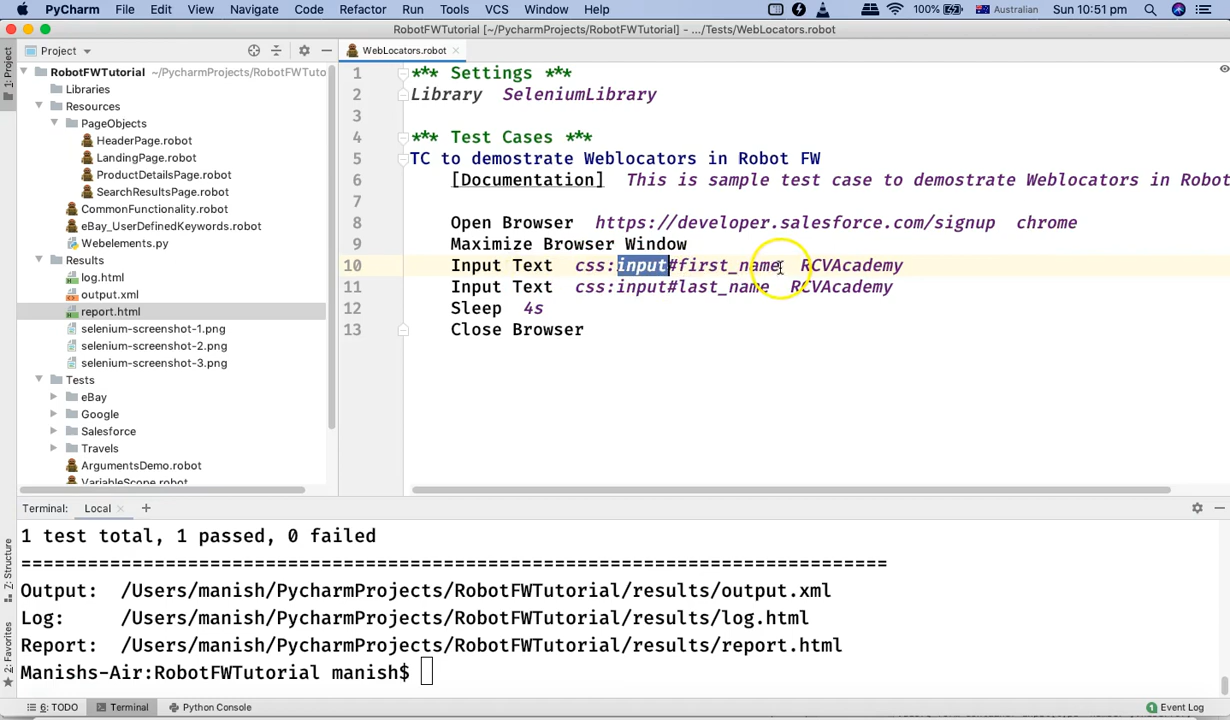 PyCharm File Edit View Navigate Code Refactor Run Tools VCS Window Help 100% Australian Sun 10:51 pm
RobotFWTutorial [~/PycharmProjects/RobotFWTutorial] - .../Tests/WebLocators.robot
Project
WebLocators.robot
1: Project
RobotFWTutorial ~/PycharmProjects/RobotFWTuto
Libraries
Resources
PageObjects
HeaderPage.robot
LandingPage.robot
ProductDetailsPage.robot
SearchResultsPage.robot
CommonFunctionality.robot
eBay_UserDefinedKeywords.robot
Webelements.py
Results
log.html
output.xml
report.html
selenium-screenshot-1.png
selenium-screenshot-2.png
selenium-screenshot-3.png
Tests
eBay
Google
Salesforce
Travels
ArgumentsDemo.robot
VariableScope.robot
1 *** Settings ***
2 Library SeleniumLibrary
3
4 *** Test Cases ***
5 TC to demostrate Weblocators in Robot FW
6 [Documentation] This is sample test case to demostrate Weblocators in Robot
7
8 Open Browser https://developer.salesforce.com/signup chrome
9 Maximize Browser Window
10 Input Text css:input#first_name RCVAcademy
11 Input Text css:input#last_name RCVAcademy
12 Sleep 4s
13 Close Browser
Terminal: Local +
1 test total, 1 passed, 0 failed
==============================================================================
Output: /Users/manish/PycharmProjects/RobotFWTutorial/results/output.xml
Log: /Users/manish/PycharmProjects/RobotFWTutorial/results/log.html
Report: /Users/manish/PycharmProjects/RobotFWTutorial/results/report.html
Manishs-Air:RobotFWTutorial manish$
7: Structure
2: Favorites
6: TODO Terminal Python Console 1 Event Log